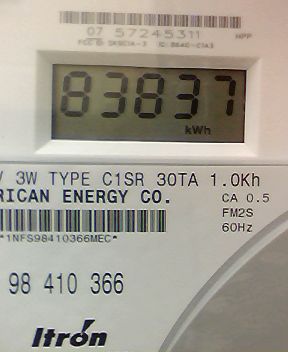 07 57245311
83837
kWh
V 3W TYPE C1SR 30TA 1.0Kh
RICAN ENERGY CO. CA 0.5
FM2S
*1NFS98410366MEC* 60Hz
98 410 366
Itron